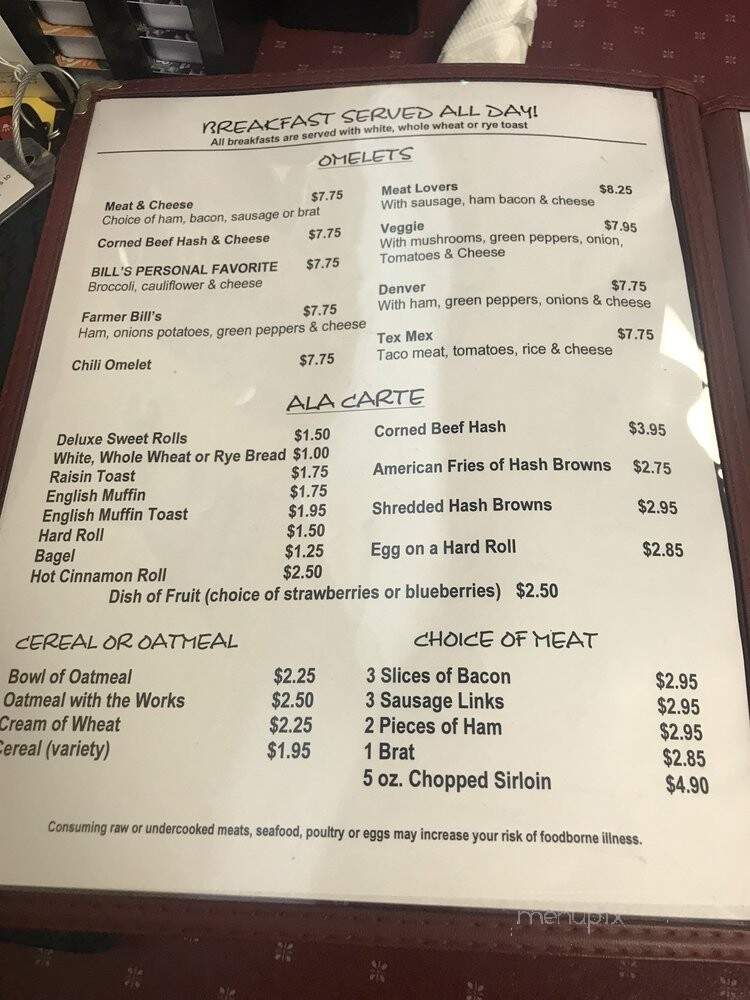 BREAKFAST SERVED ALL DAY!
All breakfasts are served with white, whole wheat or rye toast
OMELETS
Meat & Cheese $7.75
Choice of ham, bacon, sausage or brat
Corned Beef Hash & Cheese $7.75
BILL'S PERSONAL FAVORITE $7.75
Broccoli, cauliflower & cheese
Farmer Bill's $7.75
Ham, onions potatoes, green peppers & cheese
Chili Omelet $7.75
Meat Lovers $8.25
With sausage, ham bacon & cheese
Veggie $7.95
With mushrooms, green peppers, onion,
Tomatoes & Cheese
Denver $7.75
With ham, green peppers, onions & cheese
Tex Mex $7.75
Taco meat, tomatoes, rice & cheese
ALA CARTE
Deluxe Sweet Rolls $1.50
White, Whole Wheat or Rye Bread $1.00
Raisin Toast $1.75
English Muffin $1.75
English Muffin Toast $1.95
Hard Roll $1.50
Bagel $1.25
Hot Cinnamon Roll $2.50
Corned Beef Hash $3.95
American Fries of Hash Browns $2.75
Shredded Hash Browns $2.95
Egg on a Hard Roll $2.85
Dish of Fruit (choice of strawberries or blueberries) $2.50
CEREAL OR OATMEAL
Bowl of Oatmeal $2.25
Oatmeal with the Works $2.50
Cream of Wheat $2.25
Cereal (variety) $1.95
CHOICE OF MEAT
3 Slices of Bacon $2.95
3 Sausage Links $2.95
2 Pieces of Ham $2.95
1 Brat $2.85
5 oz. Chopped Sirloin $4.90
Consuming raw or undercooked meats, seafood, poultry or eggs may increase your risk of foodborne illness.
menupix